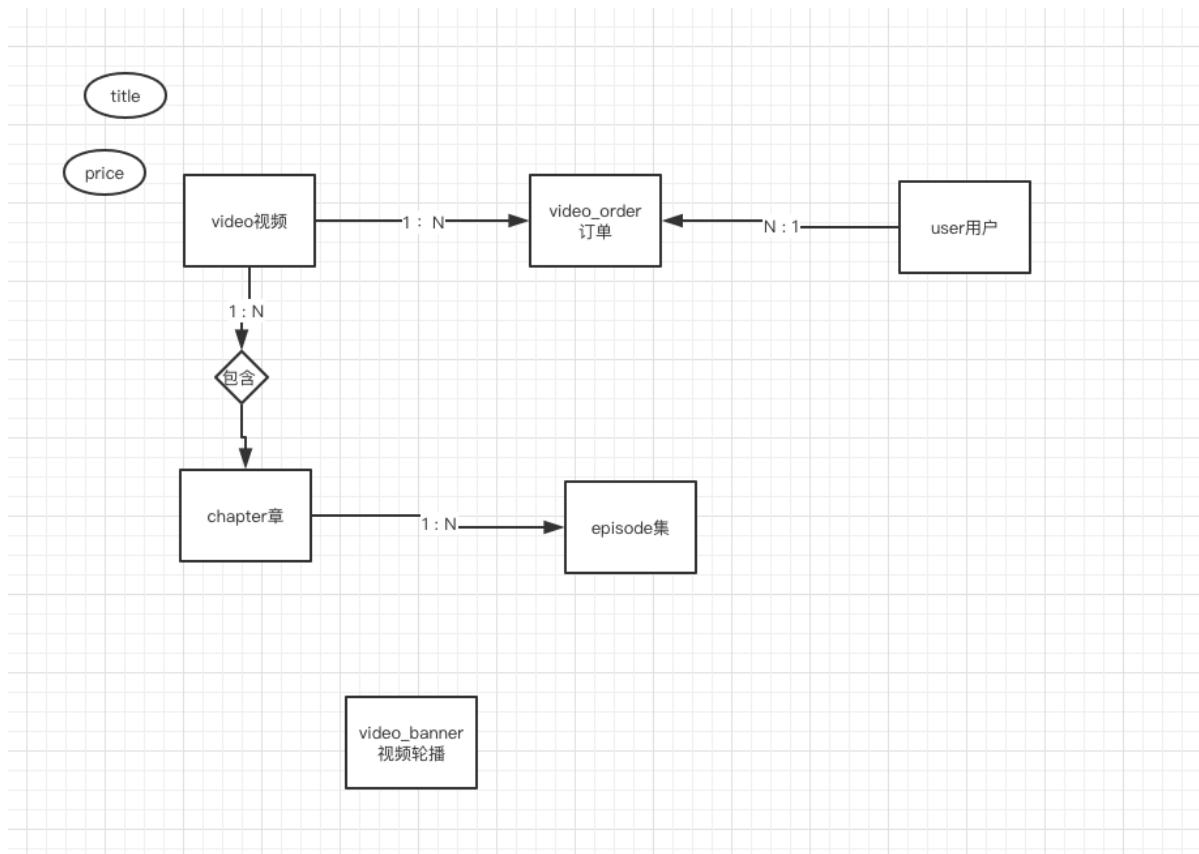 title
price
video视频
1： N
video_order
订单
N : 1
user用户
1 : N
包含
chapter章
1 : N
episode集
video_banner
视频轮播